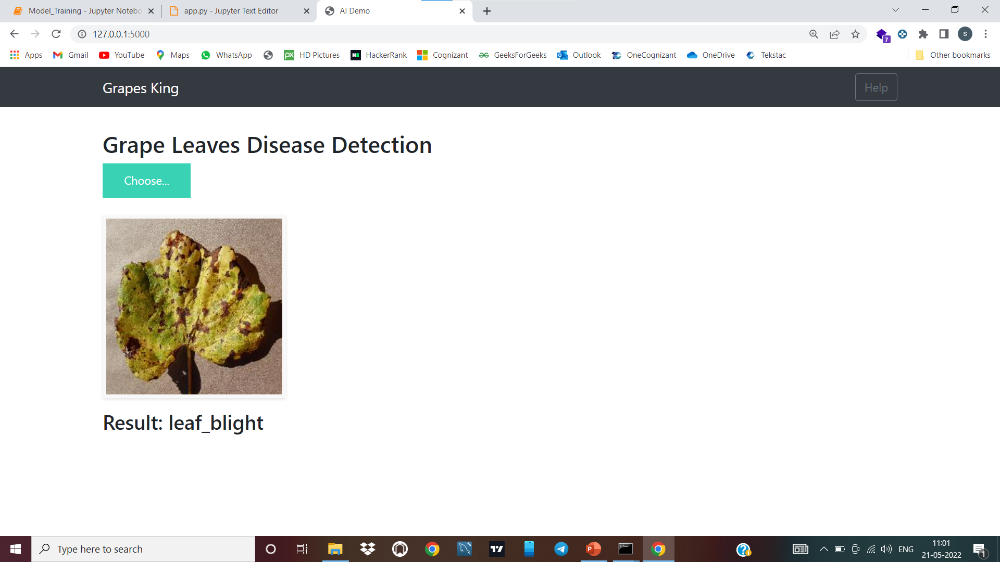 Model_Training - Jupyter Notebo
app.py - Jupyter Text Editor
AI Demo
127.0.0.1:5000
7
s
Apps
Gmail
YouTube
Maps
WhatsApp
HD Pictures
HackerRank
Cognizant
GeeksForGeeks
Outlook
OneCognizant
OneDrive
Tekstac
Other bookmarks
Grapes King
Help
Grape Leaves Disease Detection
Choose...
Result: leaf_blight
Type here to search
ENG
11:01
21-05-2022
1